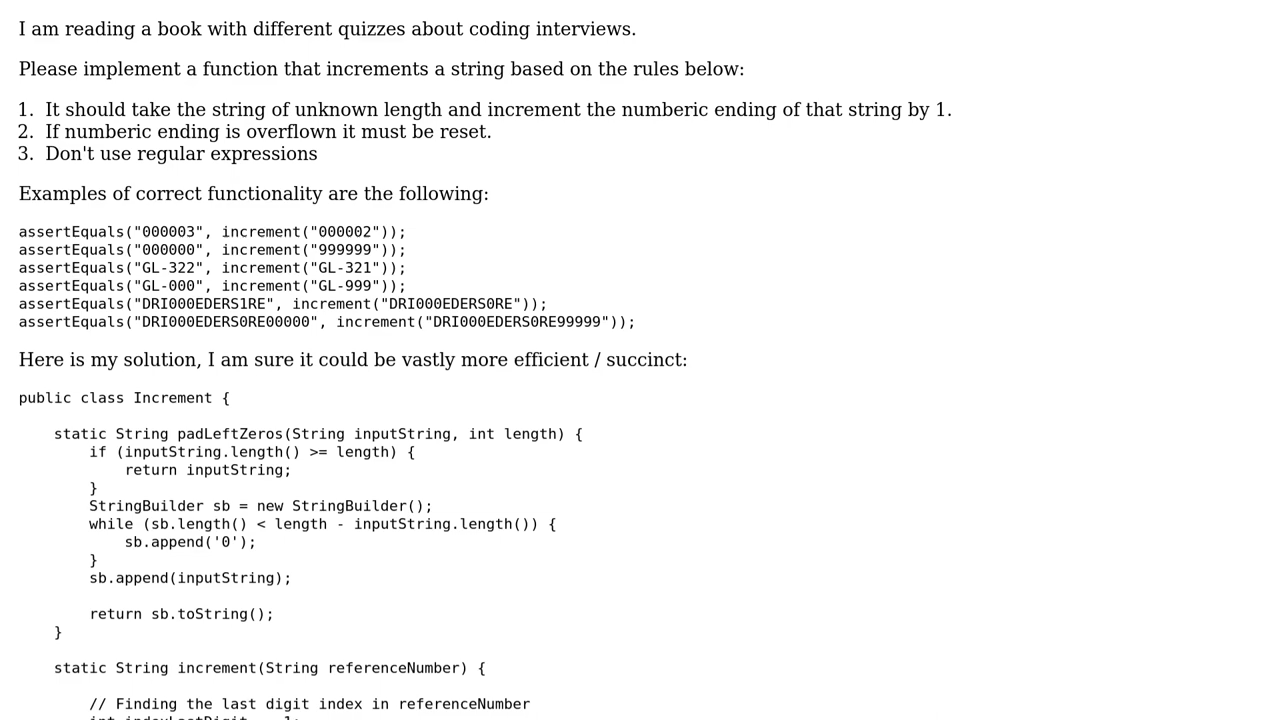 I am reading a book with different quizzes about coding interviews.
Please implement a function that increments a string based on the rules below:
1. It should take the string of unknown length and increment the numberic ending of that string by 1.
2. If numberic ending is overflown it must be reset.
3. Don't use regular expressions
Examples of correct functionality are the following:
assertEquals("000003", increment("000002"));
assertEquals("000000", increment("999999"));
assertEquals("GL-322", increment("GL-321"));
assertEquals("GL-000", increment("GL-999"));
assertEquals("DRI000EDERS1RE", increment("DRI000EDERS0RE"));
assertEquals("DRI000EDERS0RE00000", increment("DRI000EDERS0RE99999"));
Here is my solution, I am sure it could be vastly more efficient / succinct:
public class Increment {
    static String padLeftZeros(String inputString, int length) {
        if (inputString.length() >= length) {
            return inputString;
        }
        StringBuilder sb = new StringBuilder();
        while (sb.length() < length - inputString.length()) {
            sb.append('0');
        }
        sb.append(inputString);
        return sb.toString();
    }
    static String increment(String referenceNumber) {
        // Finding the last digit index in referenceNumber